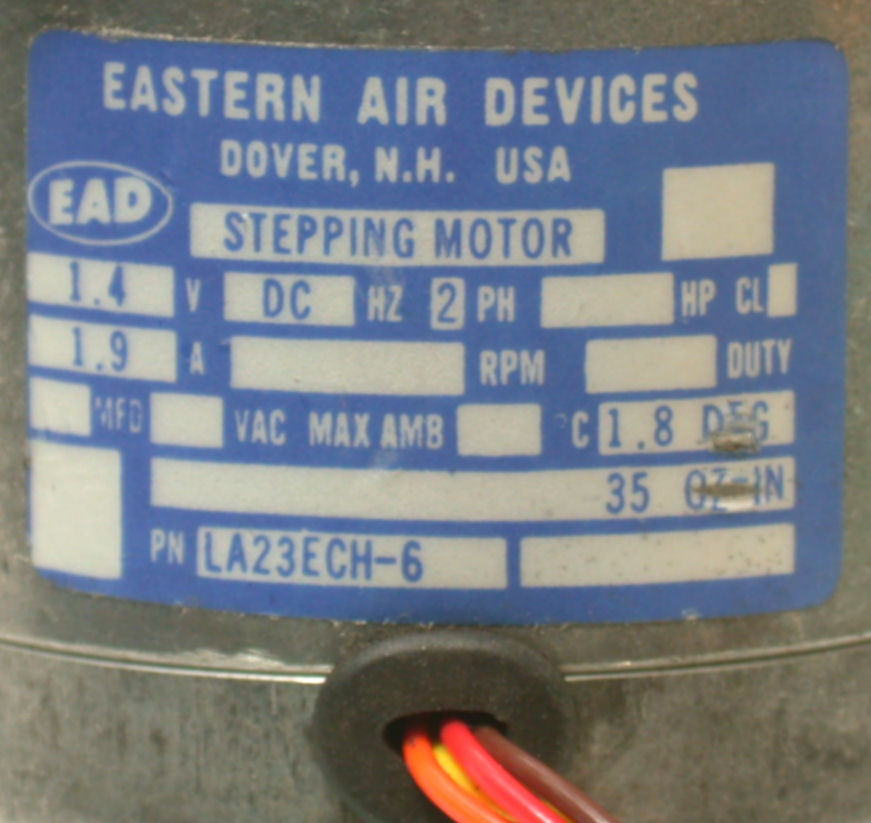 EASTERN AIR DEVICES
DOVER, N.H. USA
EAD
STEPPING MOTOR
1.4 V DC HZ 2 PH HP CL
1.9 A RPM DUTY
MFD VAC MAX AMB °C 1.8 DEG
35 OZ-IN
PN LA23ECH-6